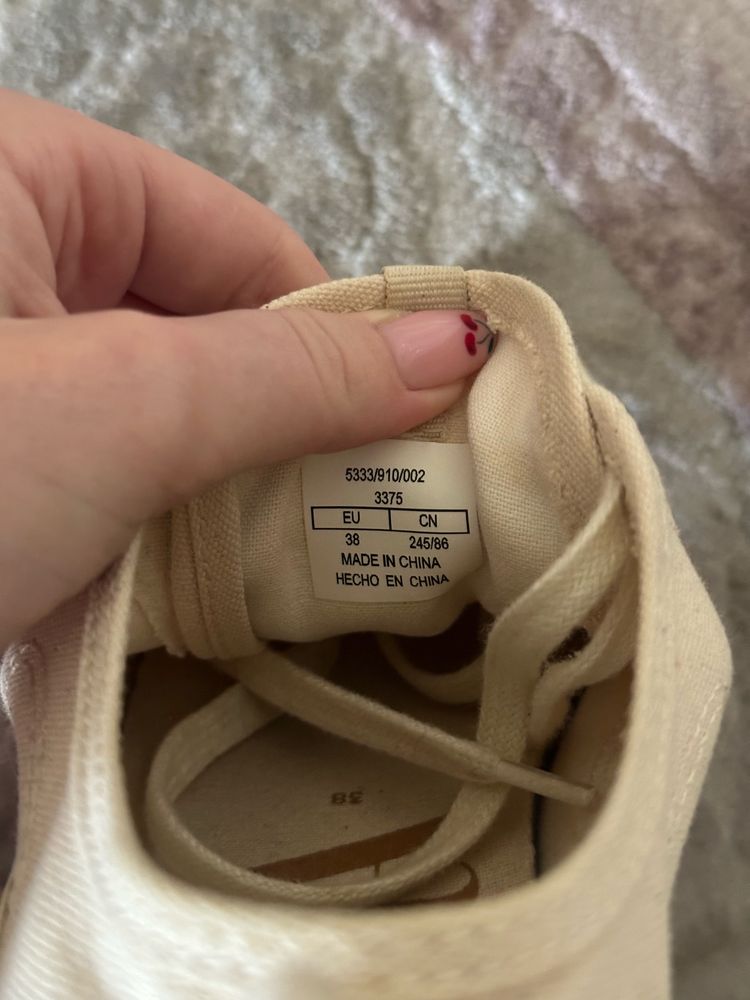 5333/910/002
3375
EU CN
38 245/86
MADE IN CHINA
HECHO EN CHINA
38